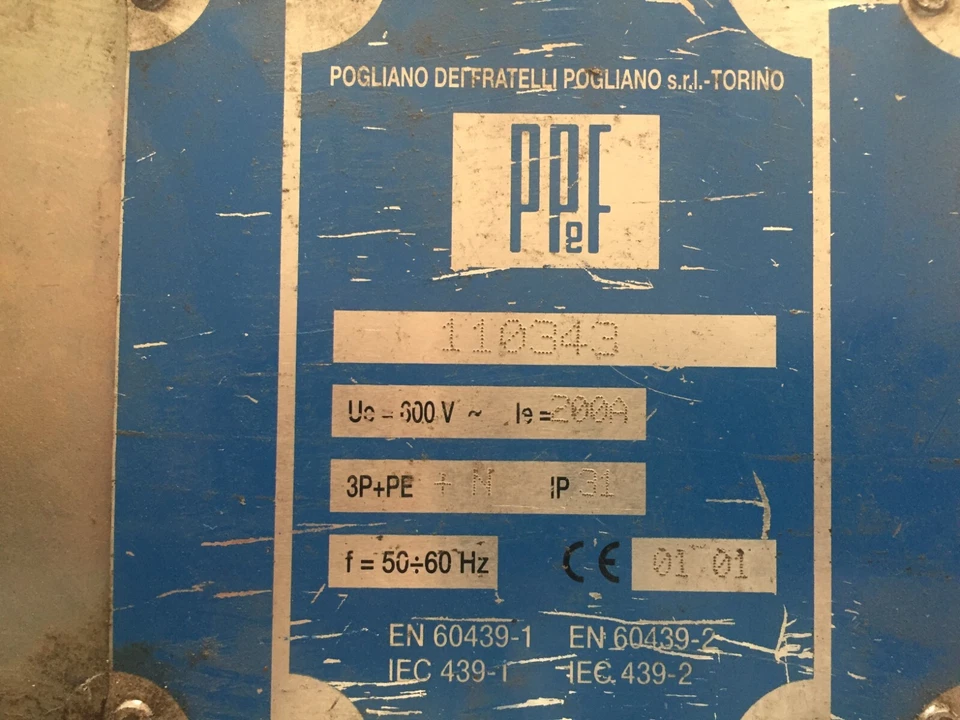 POGLIANO DEI FRATELLI POGLIANO s.r.l.-TORINO
PPeF
110343
Ue = 600 V ~ Ie = 200A
3P+PE + N IP 31
f = 50÷60 Hz CE 01 01
EN 60439-1 EN 60439-2
IEC 439-1 IEC 439-2